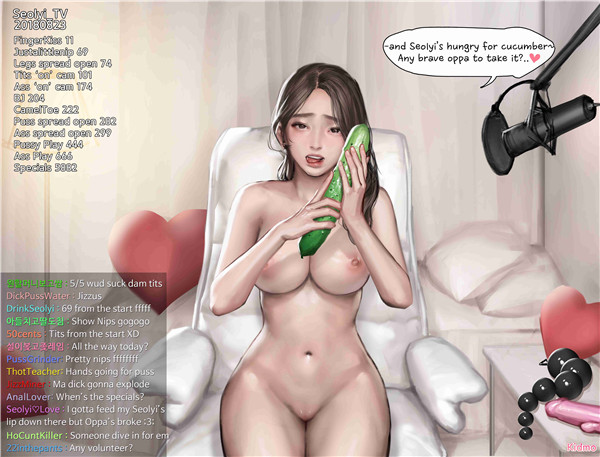 Seolyi_TV
20180823
FingerKiss 11
Justalittlenip 69
Legs spread open 74
Tits 'on' cam 101
Ass 'on' cam 174
BJ 204
CamelToe 222
Puss spread open 282
Ass spread open 299
Pussy Play 444
Ass Play 666
Specials 5882
~and Seolyi's hungry for cucumber~
Any brave oppa to take it?..♥
: 5/5 wud suck dam tits
DickPussWater : Jizzus
DrinkSeolyi : 69 from the start fffff
: Show Nips gogogo
50cents : Tits from the start XD
: All the way today?
PussGrinder: Pretty nips ffffffff
ThotTeacher: Hands going for puss
: Ma dick gonna explode
AnalLover: When's the specials?
Seolyi♡Love : I gotta feed my Seolyi's
lip down there but Oppa's broke :3;
HoCuntKiller : Someone dive in for em
22inthepants : Any volunteer?
Kidmo